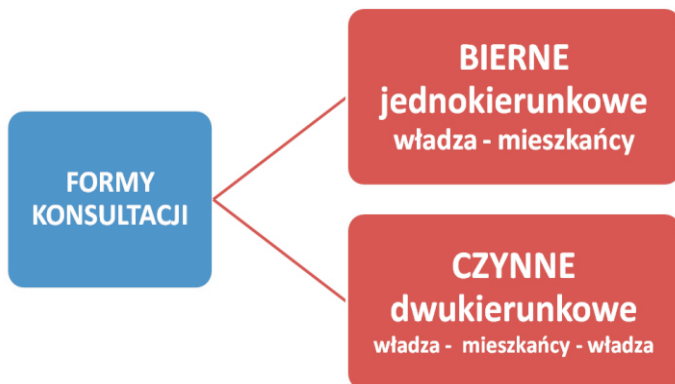 FORMY
KONSULTACJI
BIERNE
jednokierunkowe
władza - mieszkańcy
CZYNNE
dwukierunkowe
władza - mieszkańcy - władza